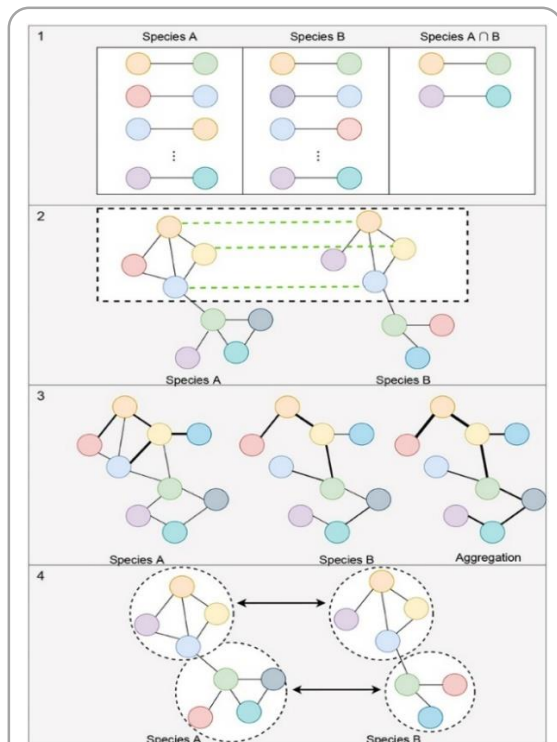 1
Species A
Species B
Species A ∩ B
...
...
2
Species A
Species B
3
Species A
Species B
Aggregation
4
Species A
Species B